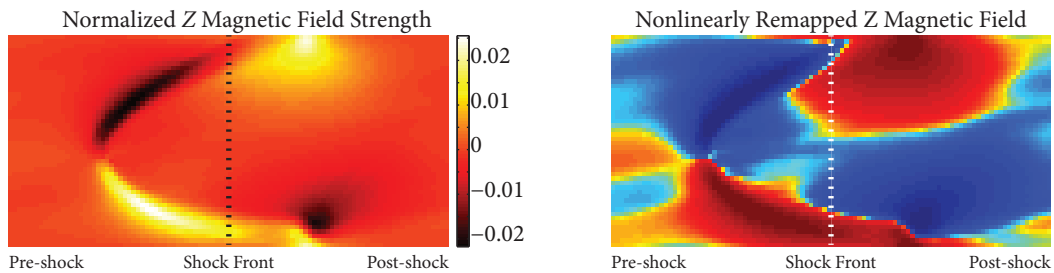 Normalized Z Magnetic Field Strength
0.02
0.01
0
−0.01
−0.02
Pre-shock Shock Front Post-shock
Nonlinearly Remapped Z Magnetic Field
Pre-shock Shock Front Post-shock